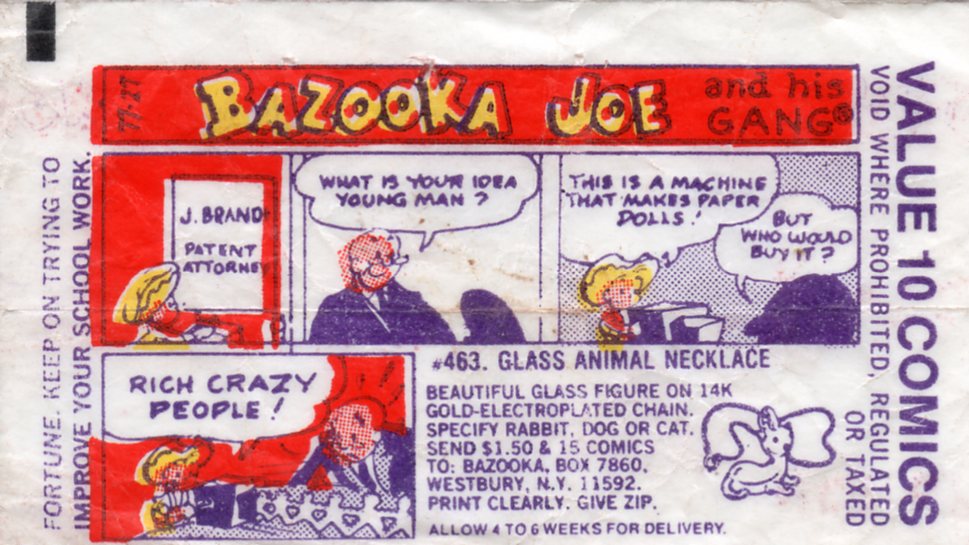 77-27
BAZOOKA JOE
and his
GANG®
J. BRAND
PATENT
ATTORNEY
WHAT IS YOUR IDEA
YOUNG MAN?
THIS IS A MACHINE
THAT MAKES PAPER
DOLLS!
BUT
WHO WOULD
BUY IT?
RICH CRAZY
PEOPLE!
#463. GLASS ANIMAL NECKLACE
BEAUTIFUL GLASS FIGURE ON 14K
GOLD-ELECTROPLATED CHAIN.
SPECIFY RABBIT, DOG OR CAT.
SEND $1.50 & 15 COMICS
TO: BAZOOKA, BOX 7860,
WESTBURY, N.Y. 11592.
PRINT CLEARLY. GIVE ZIP.
ALLOW 4 TO 6 WEEKS FOR DELIVERY.
FORTUNE. KEEP ON TRYING TO
IMPROVE YOUR SCHOOL WORK.
VALUE 10 COMICS
VOID WHERE PROHIBITED, REGULATED
OR TAXED